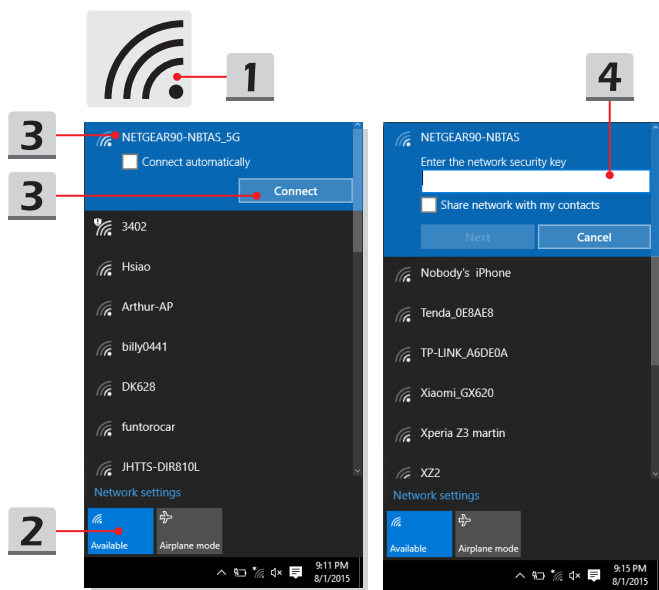 1
3
NETGEAR90-NBTAS_5G
Connect automatically
3
Connect
3402
Hsiao
Arthur-AP
billy0441
DK628
funtorocar
JHTTS-DIR810L
Network settings
2
Available
Airplane mode
9:11 PM
8/1/2015
4
NETGEAR90-NBTAS
Enter the network security key
Share network with my contacts
Next
Cancel
Nobody's iPhone
Tenda_0E8AE8
TP-LINK_A6DE0A
Xiaomi_GX620
Xperia Z3 martin
XZ2
Network settings
Available
Airplane mode
9:15 PM
8/1/2015